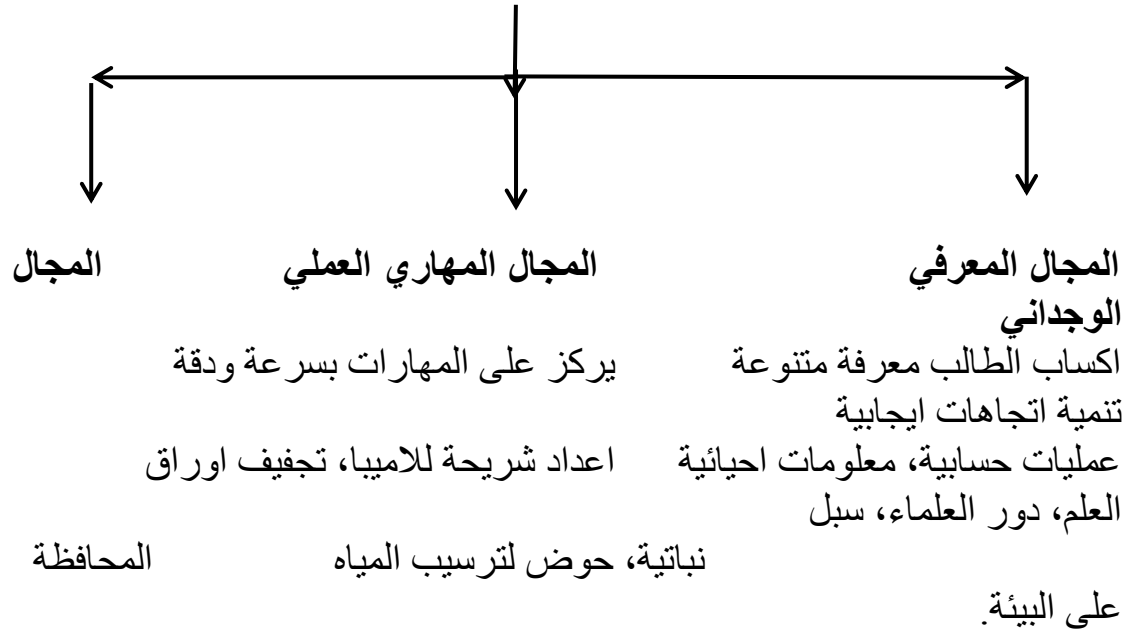 المجال المعرفي المجال المهاري العملي المجال
الوجداني
اكساب الطالب معرفة متنوعة يركز على المهارات بسرعة ودقة
تنمية اتجاهات ايجابية
عمليات حسابية، معلومات احيائية اعداد شريحة للاميبا، تجفيف اوراق
العلم، دور العلماء، سبل
نباتية، حوض لترسيب المياه المحافظة
على البيئة.